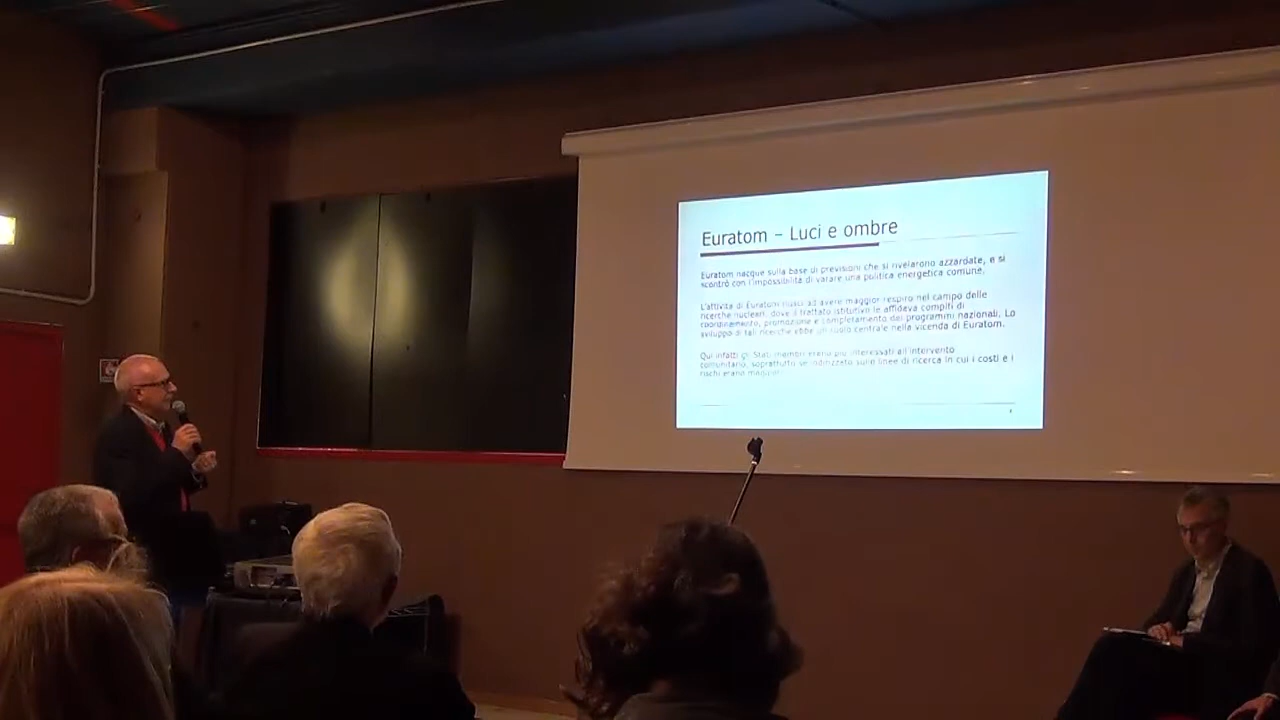 Euratom – Luci e ombre
Euratom nacque sulla base di previsioni che si rivelarono azzardate, e si
scontrò con l'impossibilità di varare una politica energetica comune.
L'attività di Euratom riuscì ad avere maggior respiro nel campo delle
ricerche nucleari, dove il trattato istitutivo le affidava compiti di
coordinamento, promozione e completamento dei programmi nazionali. Lo
sviluppo di tali ricerche ebbe un ruolo centrale nella vicenda di Euratom.
Qui infatti gli Stati membri erano più interessati all'intervento
comunitario, soprattutto se indirizzato sulle linee di ricerca in cui i costi e i
rischi erano maggiori.